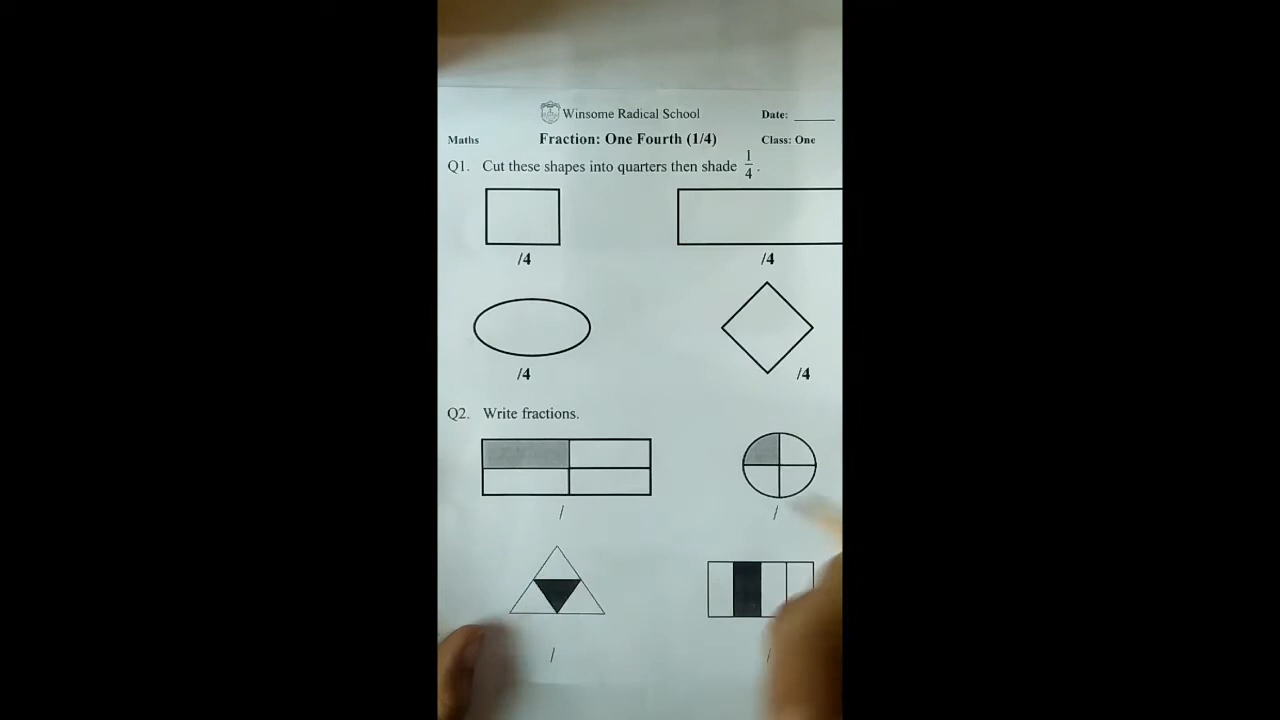 Winsome Radical School Date: ______
Maths Fraction: One Fourth (1/4) Class: One
Q1. Cut these shapes into quarters then shade 1/4.
/4 /4
/4 /4
Q2. Write fractions.
/ /
/ /